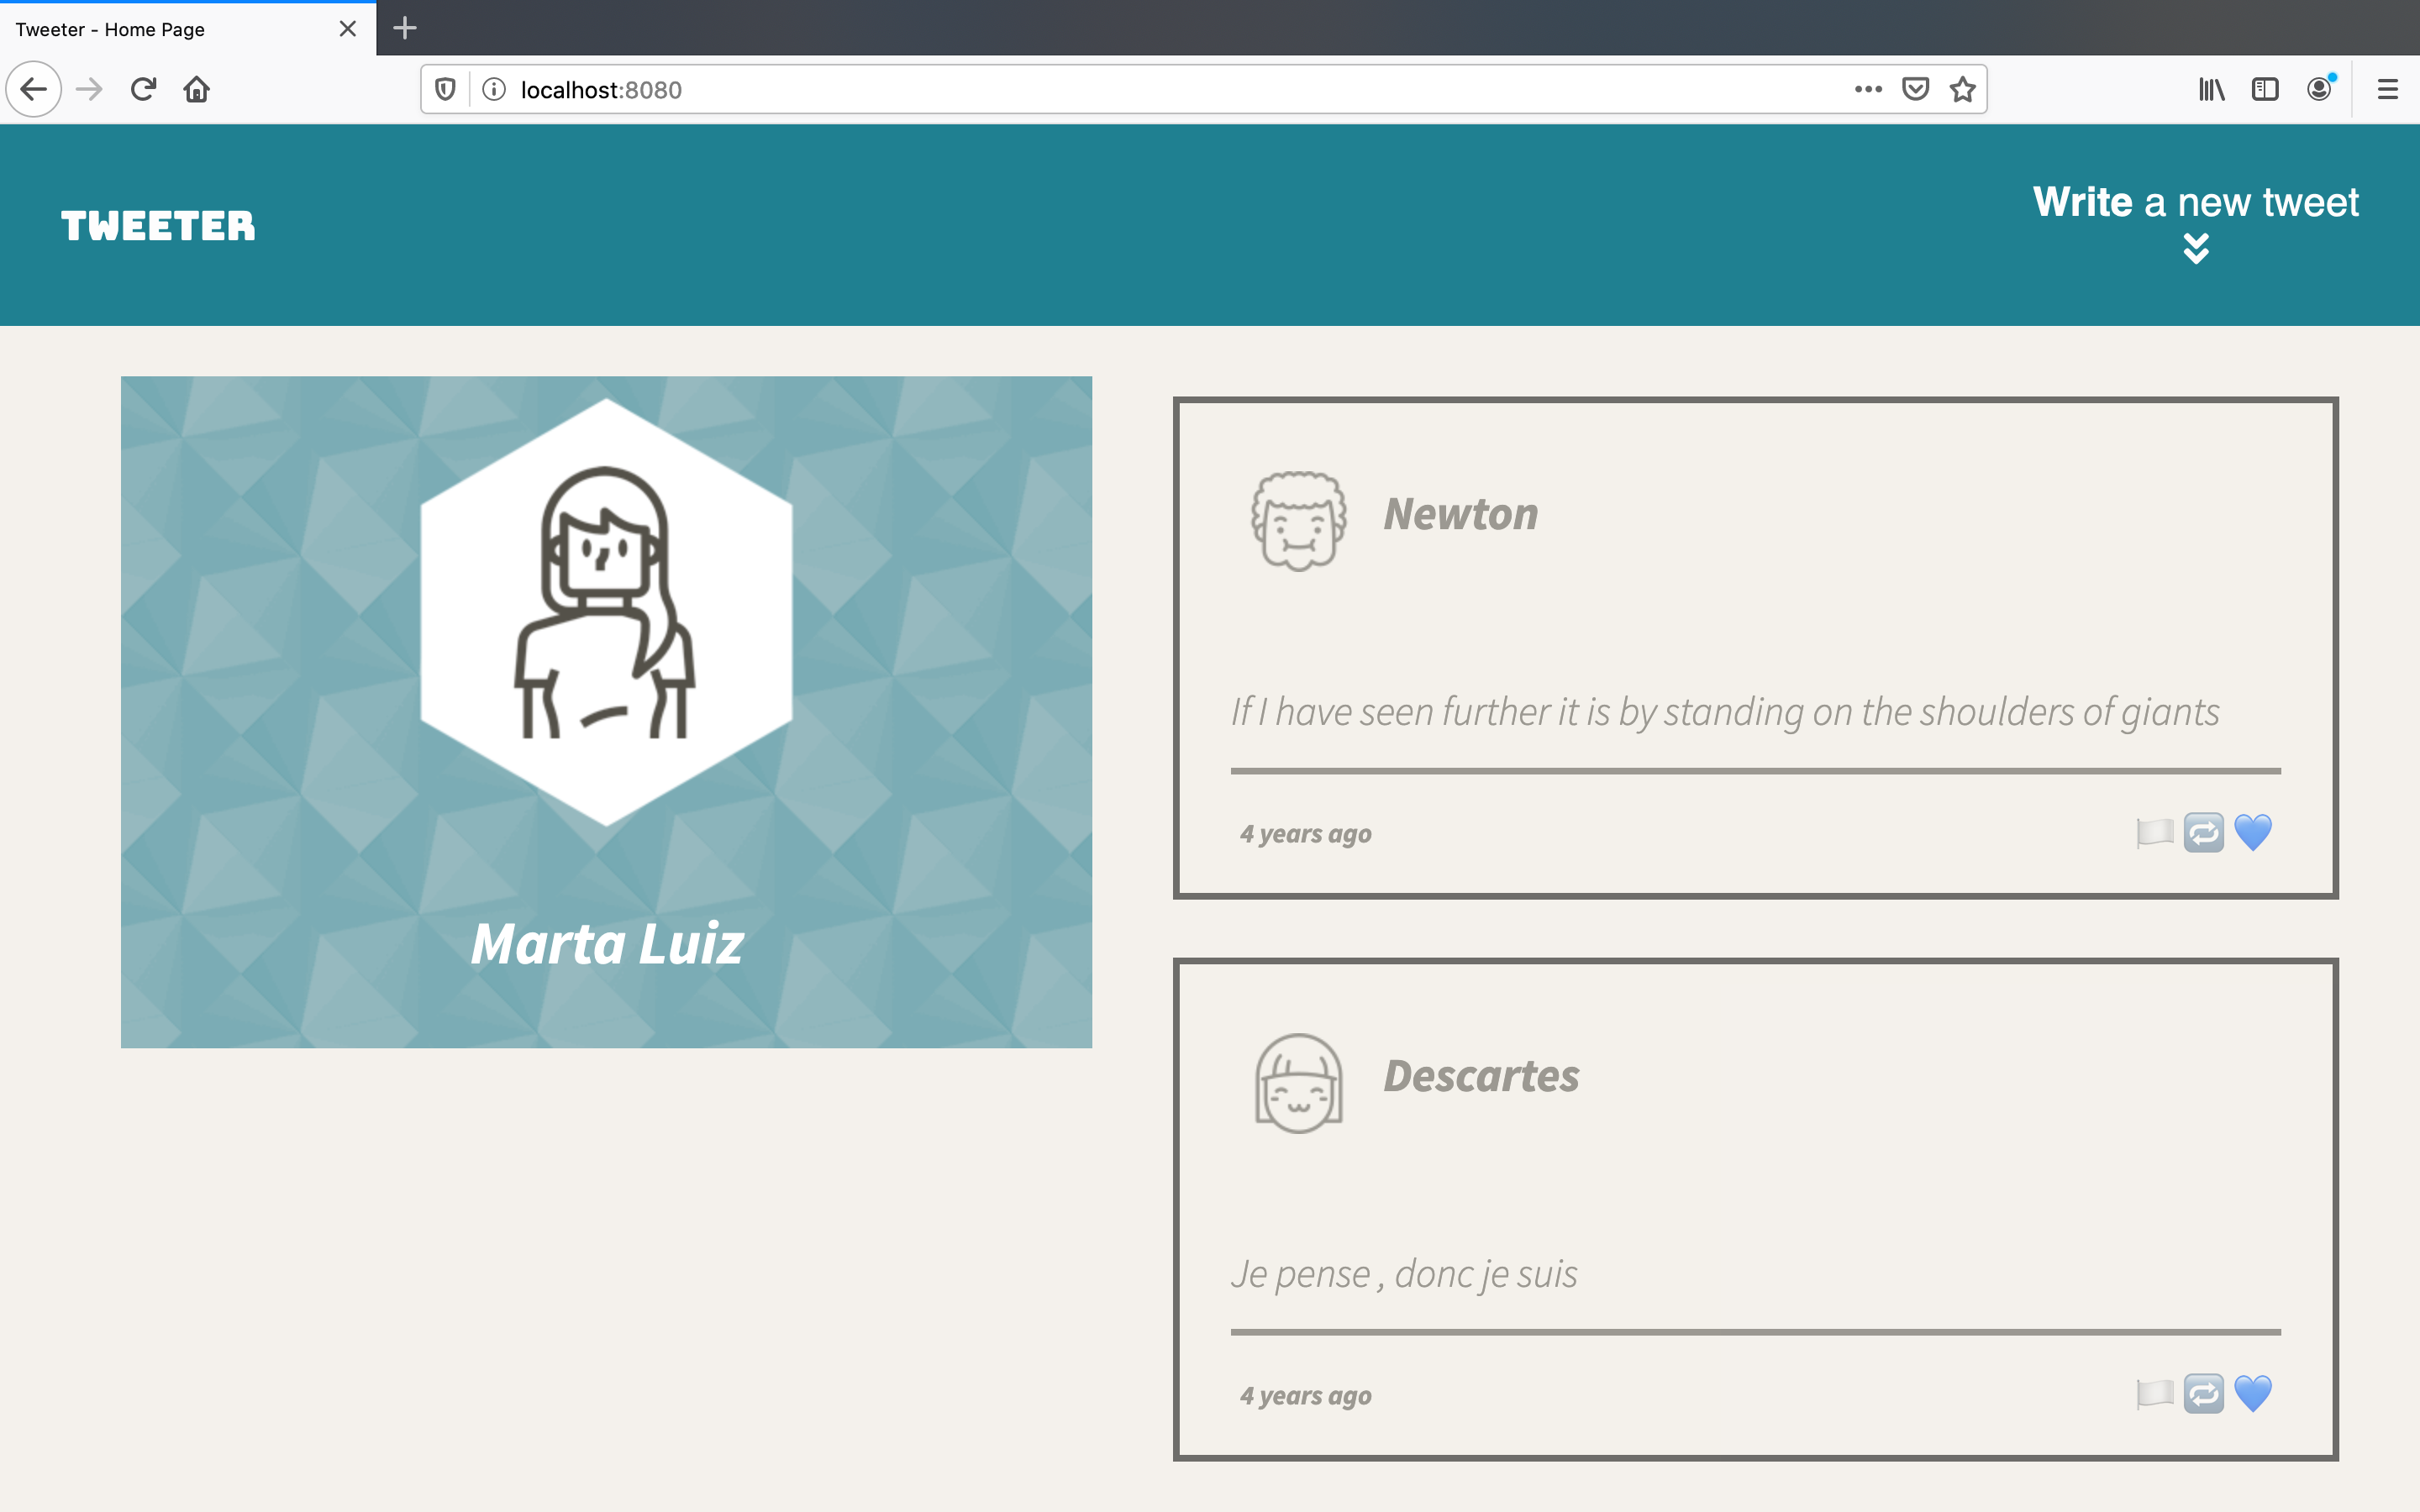 Tweeter - Home Page
localhost:8080
TWEETER
Write a new tweet
Marta Luiz
Newton
If I have seen further it is by standing on the shoulders of giants
4 years ago
Descartes
Je pense , donc je suis
4 years ago